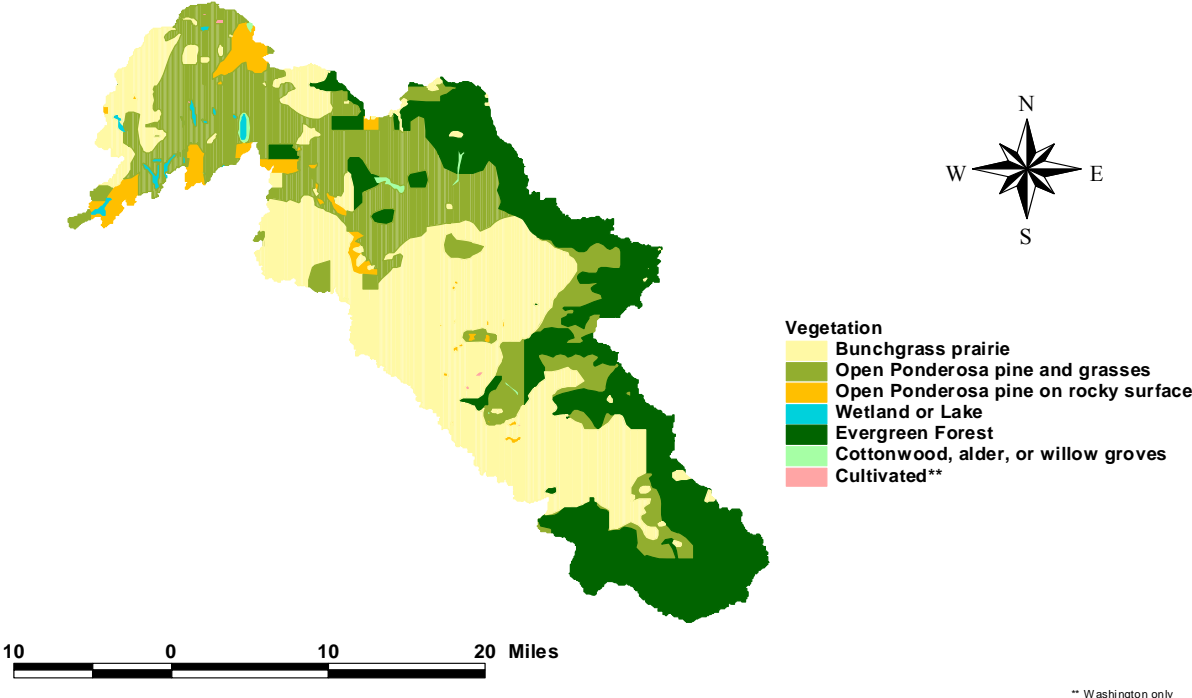 N
W E
S
Vegetation
Bunchgrass prairie
Open Ponderosa pine and grasses
Open Ponderosa pine on rocky surface
Wetland or Lake
Evergreen Forest
Cottonwood, alder, or willow groves
Cultivated**
10 0 10 20 Miles
** Washington only